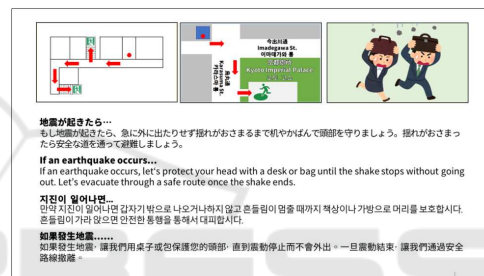 今出川通
Imadegawa St.
이마데가와 통
烏丸通
Karasuma St.
카라스마 통
京都御所
Kyoto Imperial Palace
地震が起きたら…
もし地震が起きたら、急に外に出たりせず揺れがおさまるまで机やかばんで頭を守りましょう。揺れがおさまっ
たら安全な道を通って避難しましょう。
If an earthquake occurs...
If an earthquake occurs, let's protect your head with a desk or bag until the shake stops without going
out. Let's evacuate through a safe route once the shake ends.
지진이 일어나면...
만약 지진이 일어나면 갑자기 밖으로 나오거나하지 않고 흔들림이 멈출 때까지 책상이나 가방으로 머리를 보호합시다.
흔들림이 가라 앉으면 안전한 통행을 통해서 대피합시다.
如果發生地震......
如果發生地震，讓我們用桌子或包保護您的頭部，直到震動停止而不會外出。一旦震動結束，讓我們通過安全
路線撤離。